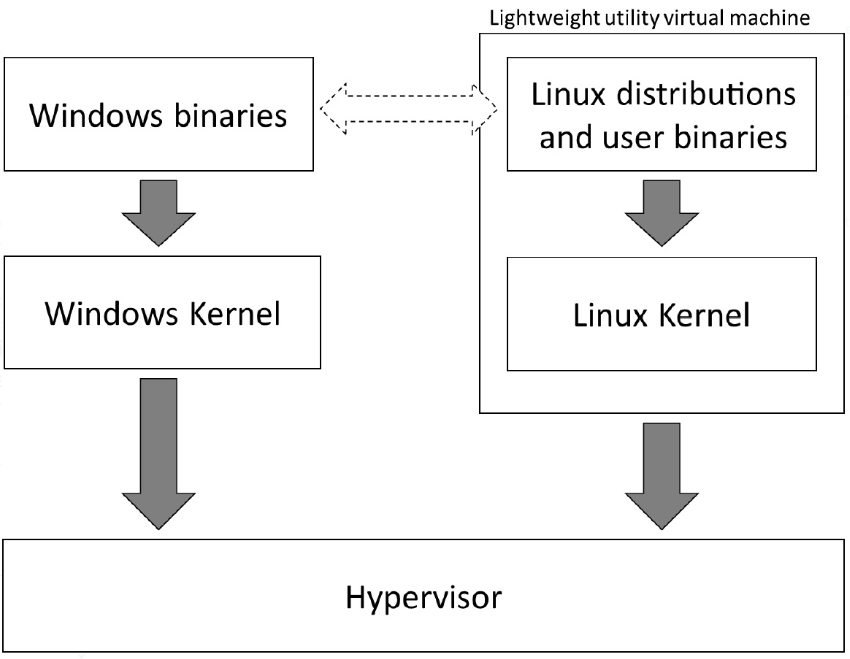 Lightweight utility virtual machine
Windows binaries
Linux distributions
and user binaries
Windows Kernel
Linux Kernel
Hypervisor